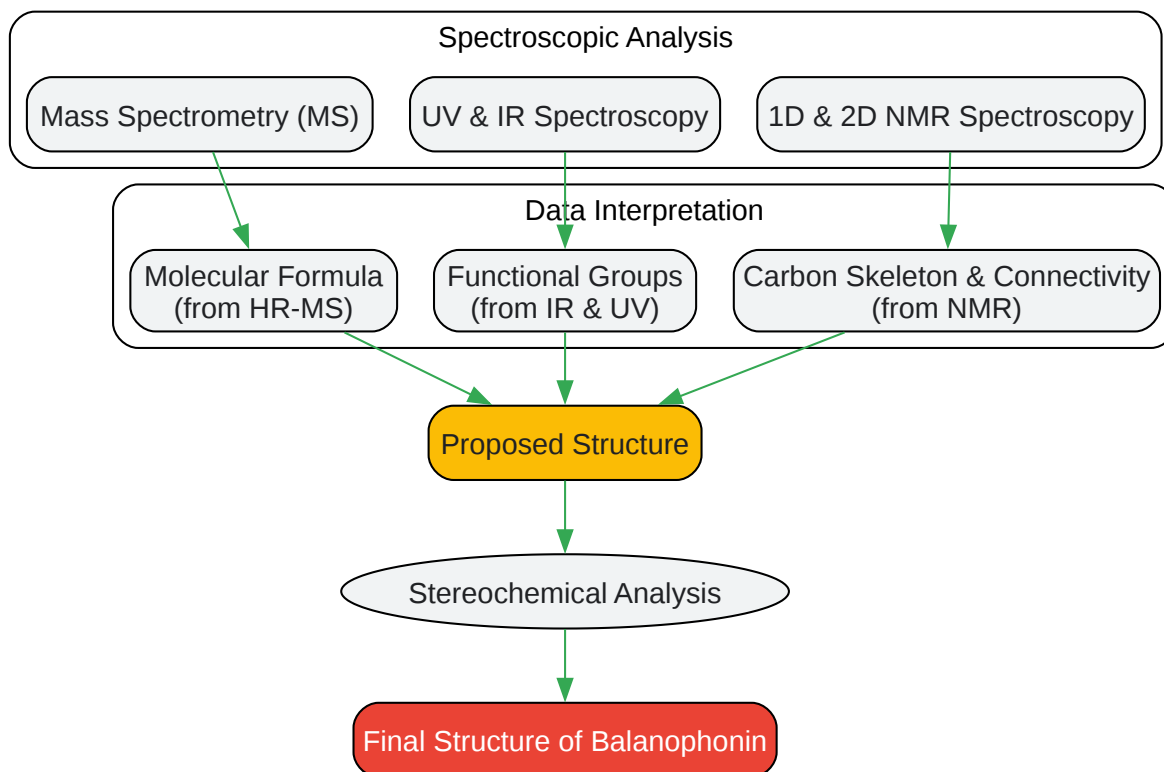 Spectroscopic Analysis
Mass Spectrometry (MS)
UV & IR Spectroscopy
1D & 2D NMR Spectroscopy
Data Interpretation
Molecular Formula
(from HR-MS)
Functional Groups
(from IR & UV)
Carbon Skeleton & Connectivity
(from NMR)
Proposed Structure
Stereochemical Analysis
Final Structure of Balanophonin